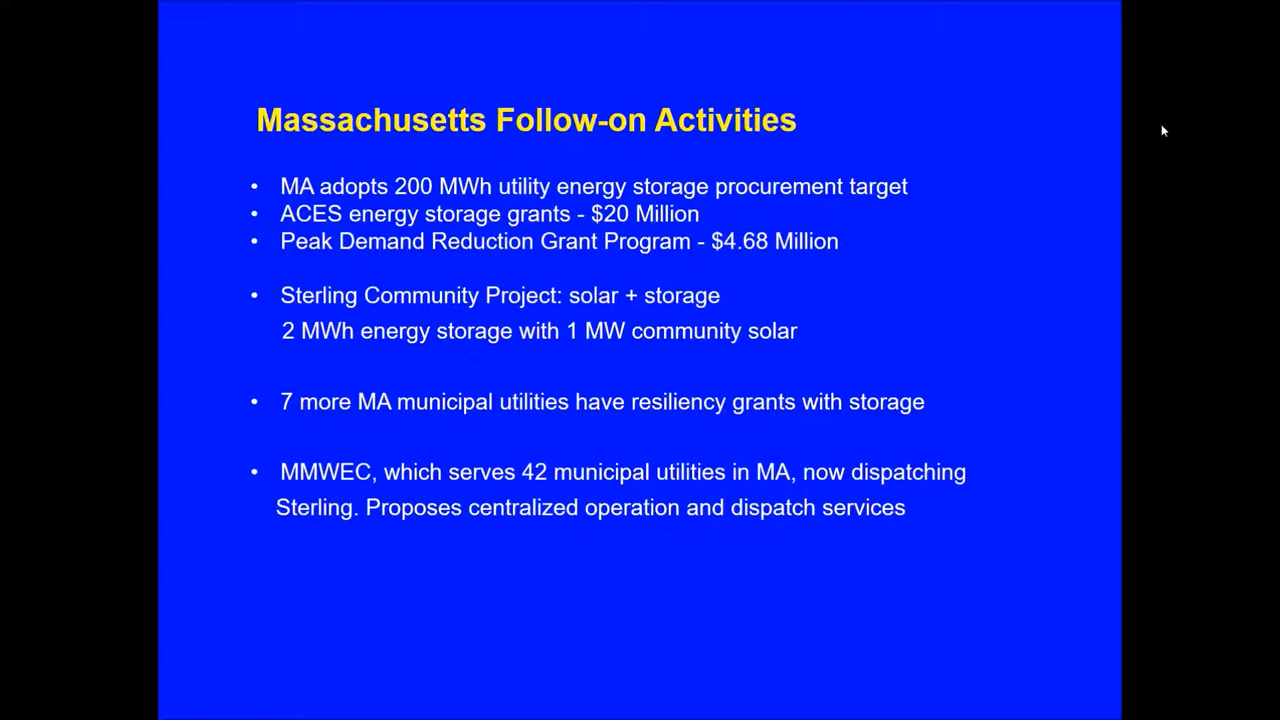 Massachusetts Follow-on Activities
• MA adopts 200 MWh utility energy storage procurement target
• ACES energy storage grants - $20 Million
• Peak Demand Reduction Grant Program - $4.68 Million
• Sterling Community Project: solar + storage
2 MWh energy storage with 1 MW community solar
• 7 more MA municipal utilities have resiliency grants with storage
• MMWEC, which serves 42 municipal utilities in MA, now dispatching
Sterling. Proposes centralized operation and dispatch services